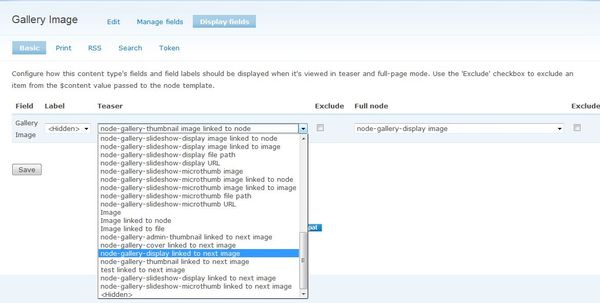 Gallery Image
Edit
Manage fields
Display fields
Basic
Print
RSS
Search
Token
Configure how this content type's fields and field labels should be displayed when it's viewed in teaser and full-page mode. Use the 'Exclude' checkbox to exclude an
item from the $content value passed to the node template.
Field Label Teaser Exclude Full node Exclude
Gallery
Image
<Hidden> node-gallery-thumbnail image linked to node node-gallery-display image
node-gallery-slideshow-display image linked to node
node-gallery-slideshow-display image linked to image
node-gallery-slideshow-display file path
node-gallery-slideshow-display URL
node-gallery-slideshow-microthumb image
node-gallery-slideshow-microthumb image linked to node
node-gallery-slideshow-microthumb image linked to image
node-gallery-slideshow-microthumb file path
node-gallery-slideshow-microthumb URL
Image
Image linked to node
Image linked to file
node-gallery-admin-thumbnail linked to next image
node-gallery-cover linked to next image
node-gallery-display linked to next image
node-gallery-thumbnail linked to next image
test linked to next image
node-gallery-slideshow-display linked to next image
node-gallery-slideshow-microthumb linked to next image
<Hidden>
Save
pal